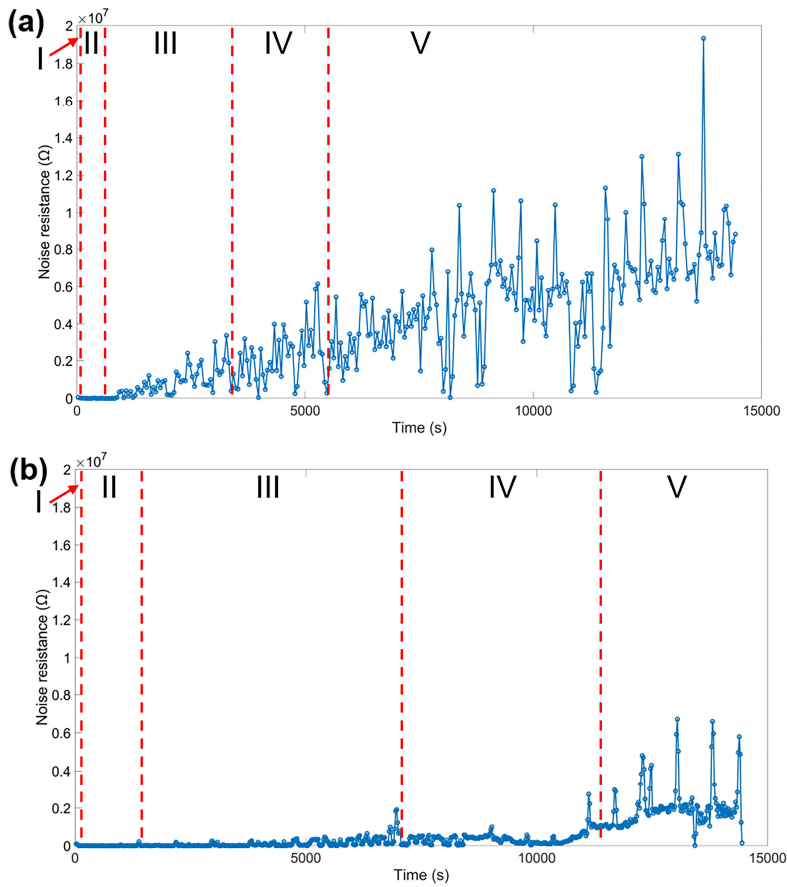 (a)
×10⁷
I II III IV V
2
1.8
1.6
1.4
1.2
1
0.8
0.6
0.4
0.2
0
Noise resistance (Ω)
0 5000 10000 15000
Time (s)
(b)
×10⁷
I II III IV V
2
1.8
1.6
1.4
1.2
1
0.8
0.6
0.4
0.2
0
Noise resistance (Ω)
0 5000 10000 15000
Time (s)